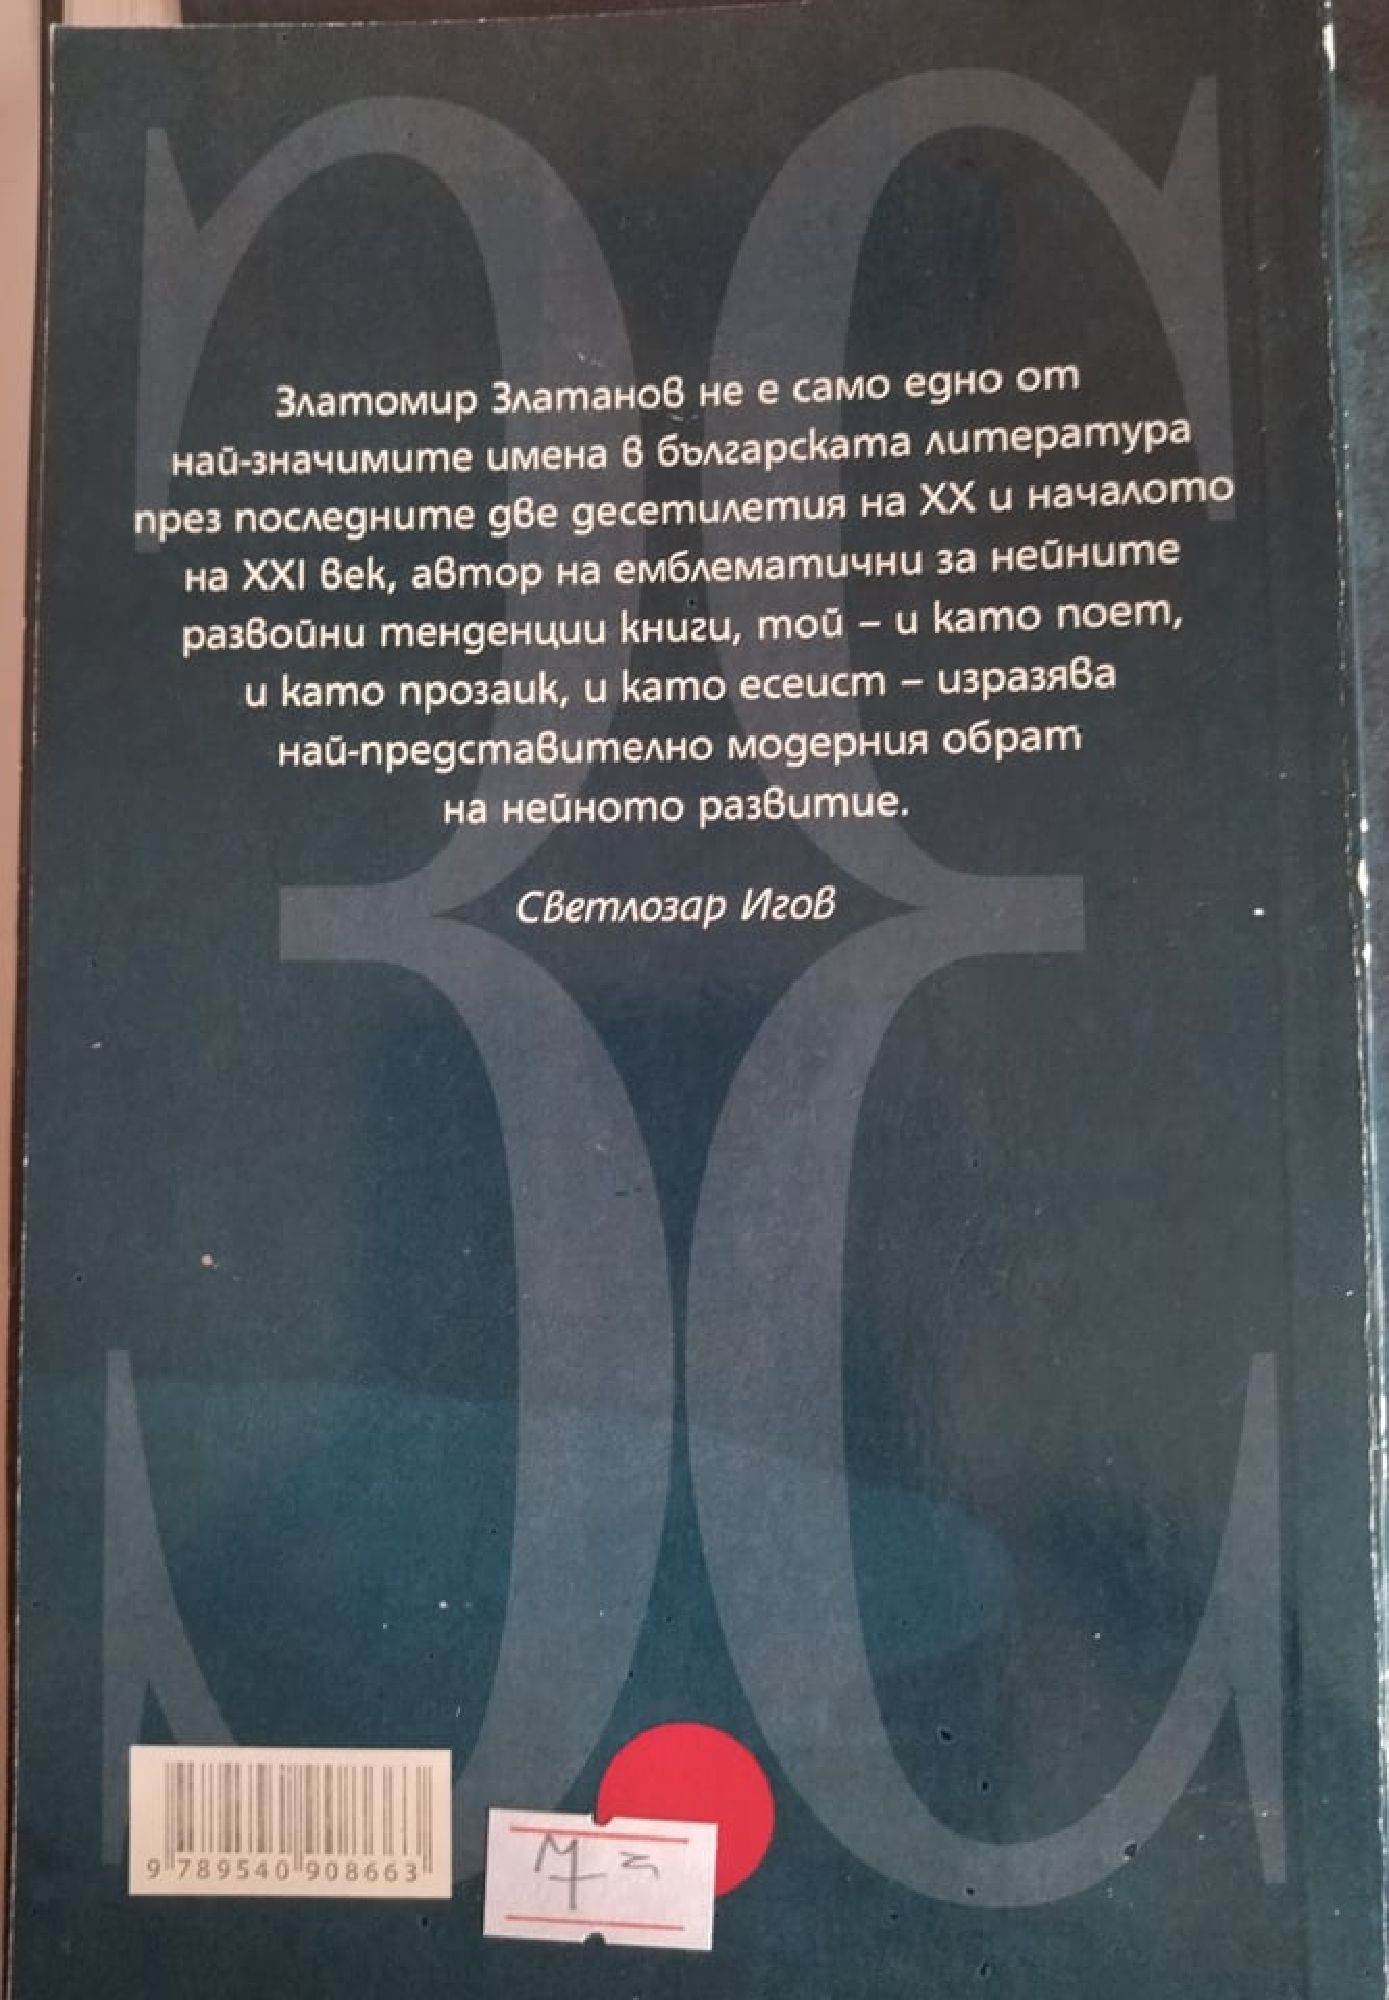 Златомир Златанов не е само едно от
най-значимите имена в българската литература
през последните две десетилетия на XX и началото
на XXI век, автор на емблематични за нейните
развойни тенденции книги, той – и като поет,
и като прозаик, и като есеист – изразява
най-представително модерния обрат
на нейното развитие.
Светлозар Игов
9 789540 908663